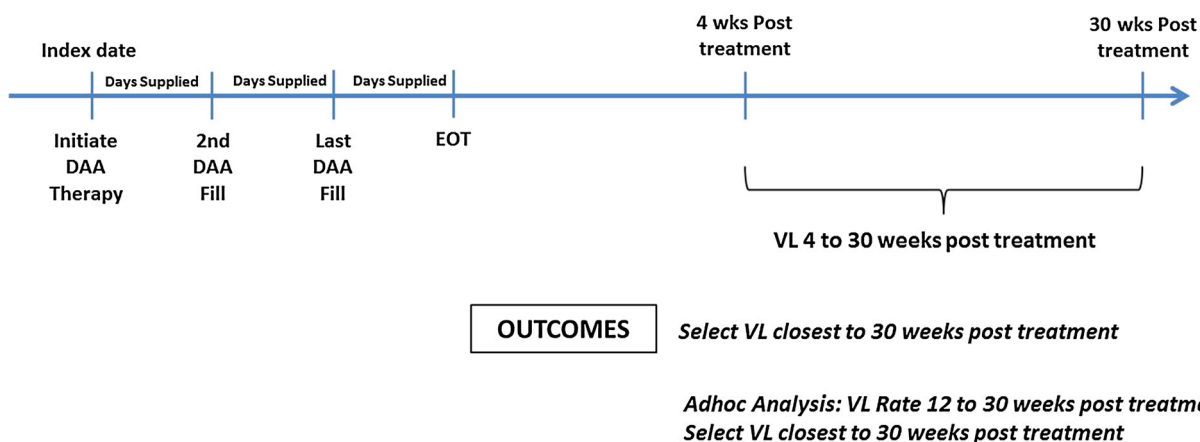 4 wks Post
treatment
30 wks Post
treatment
Index date
Days Supplied
Days Supplied
Days Supplied
Initiate
DAA
Therapy
2nd
DAA
Fill
Last
DAA
Fill
EOT
VL 4 to 30 weeks post treatment
OUTCOMES
Select VL closest to 30 weeks post treatment
Adhoc Analysis: VL Rate 12 to 30 weeks post treatme
Select VL closest to 30 weeks post treatment